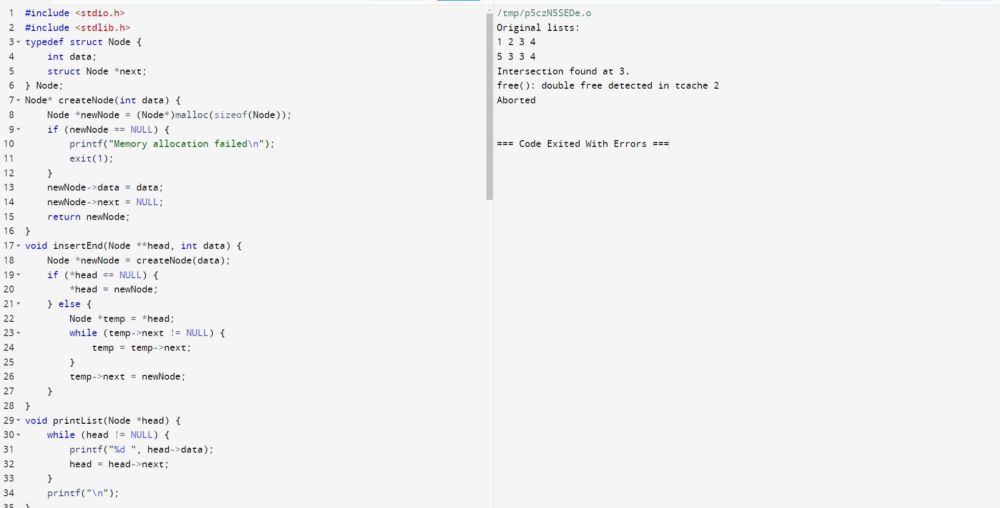 1 #include <stdio.h>
2 #include <stdlib.h>
3 typedef struct Node {
4     int data;
5     struct Node *next;
6 } Node;
7 Node* createNode(int data) {
8     Node *newNode = (Node*)malloc(sizeof(Node));
9     if (newNode == NULL) {
10         printf("Memory allocation failed\n");
11         exit(1);
12     }
13     newNode->data = data;
14     newNode->next = NULL;
15     return newNode;
16 }
17 void insertEnd(Node **head, int data) {
18     Node *newNode = createNode(data);
19     if (*head == NULL) {
20         *head = newNode;
21     } else {
22         Node *temp = *head;
23         while (temp->next != NULL) {
24             temp = temp->next;
25         }
26         temp->next = newNode;
27     }
28 }
29 void printList(Node *head) {
30     while (head != NULL) {
31         printf("%d ", head->data);
32         head = head->next;
33     }
34     printf("\n");
35 }
/tmp/p5czN5SEDe.o
Original lists:
1 2 3 4
5 3 3 4
Intersection found at 3.
free(): double free detected in tcache 2
Aborted
=== Code Exited With Errors ===